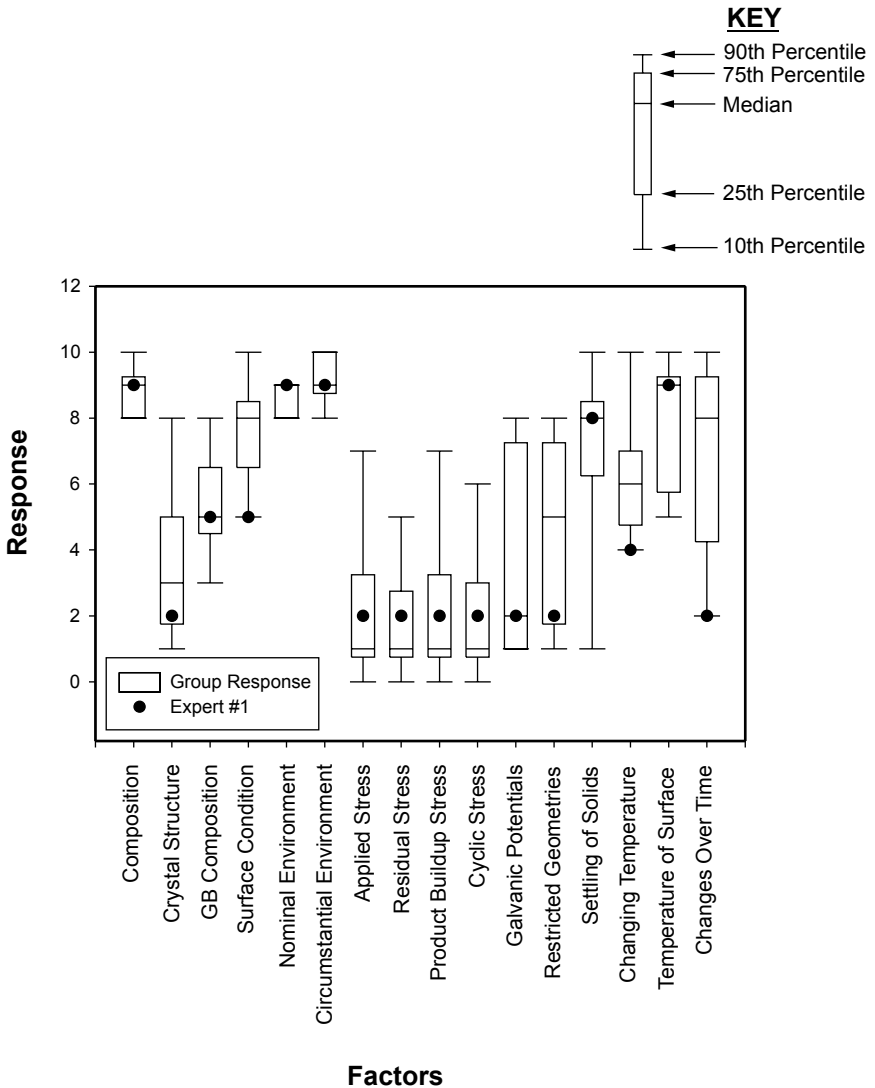 KEY
90th Percentile
75th Percentile
Median
25th Percentile
10th Percentile
Response
12
10
8
6
4
2
0
Group Response
Expert #1
Composition
Crystal Structure
GB Composition
Surface Condition
Nominal Environment
Circumstantial Environment
Applied Stress
Residual Stress
Product Buildup Stress
Cyclic Stress
Galvanic Potentials
Restricted Geometries
Settling of Solids
Changing Temperature
Temperature of Surface
Changes Over Time
Factors